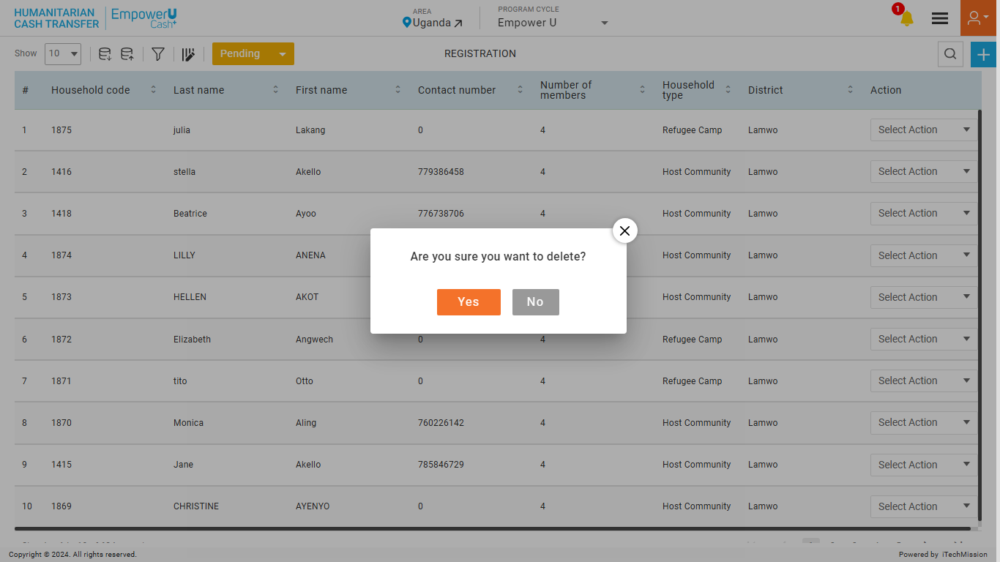 HUMANITARIAN
CASH TRANSFER
EmpowerU
Cash+
AREA
Uganda
PROGRAM CYCLE
Empower U
1
Show 10 Pending REGISTRATION
# Household code Last name First name Contact number Number of members Household type District Action
1 1875 julia Lakang 0 4 Refugee Camp Lamwo Select Action
2 1416 stella Akello 779386458 4 Host Community Lamwo Select Action
3 1418 Beatrice Ayoo 776738706 4 Host Community Lamwo Select Action
4 1874 LILLY ANENA Host Community Lamwo Select Action
5 1873 HELLEN AKOT Host Community Lamwo Select Action
6 1872 Elizabeth Angwech 0 4 Refugee Camp Lamwo Select Action
7 1871 tito Otto 0 4 Refugee Camp Lamwo Select Action
8 1870 Monica Aling 760226142 4 Host Community Lamwo Select Action
9 1415 Jane Akello 785846729 4 Host Community Lamwo Select Action
10 1869 CHRISTINE AYENYO 0 4 Host Community Lamwo Select Action
Are you sure you want to delete?
Yes No
Copyright © 2024. All rights reserved. Powered by iTechMission